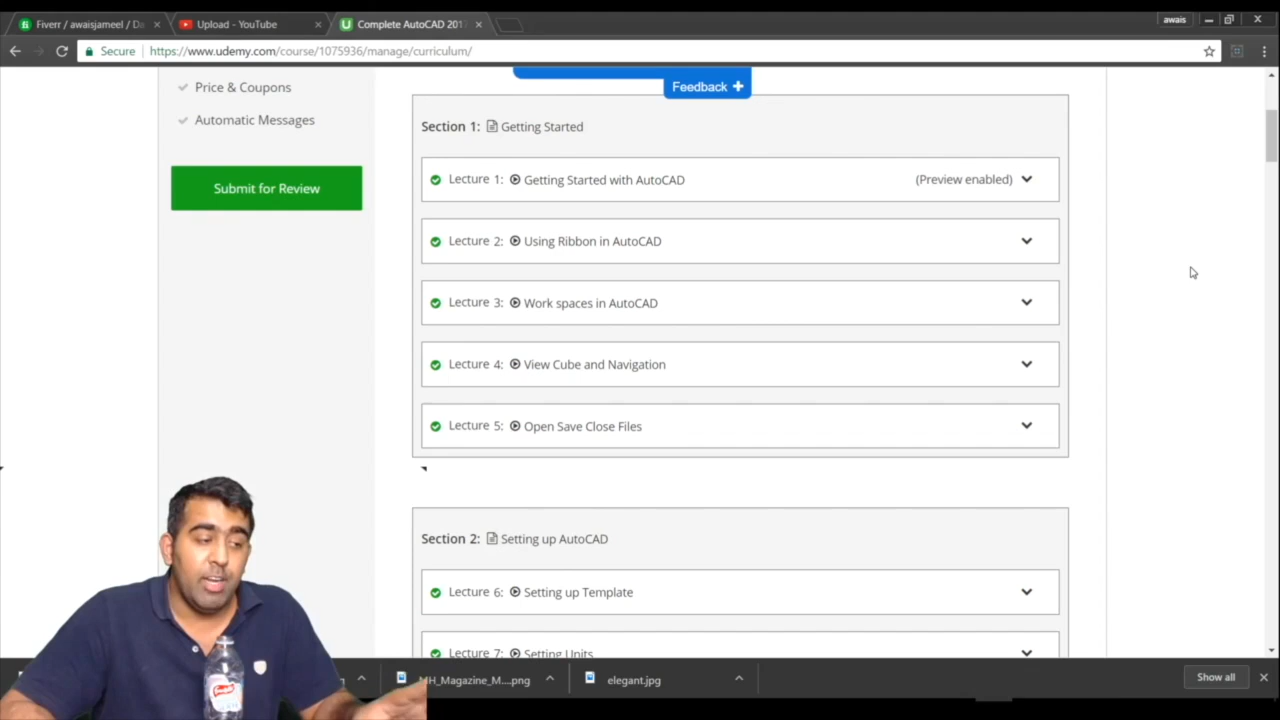 Fiverr / awaisjameel / Da
Upload - YouTube
Complete AutoCAD 2017
awais
Secure
https://www.udemy.com/course/1075936/manage/curriculum/
Price & Coupons
Automatic Messages
Submit for Review
Feedback +
Section 1: Getting Started
Lecture 1: Getting Started with AutoCAD (Preview enabled)
Lecture 2: Using Ribbon in AutoCAD
Lecture 3: Work spaces in AutoCAD
Lecture 4: View Cube and Navigation
Lecture 5: Open Save Close Files
Section 2: Setting up AutoCAD
Lecture 6: Setting up Template
Lecture 7: Setting Units
MH_Magazine_M....png
elegant.jpg
Show all